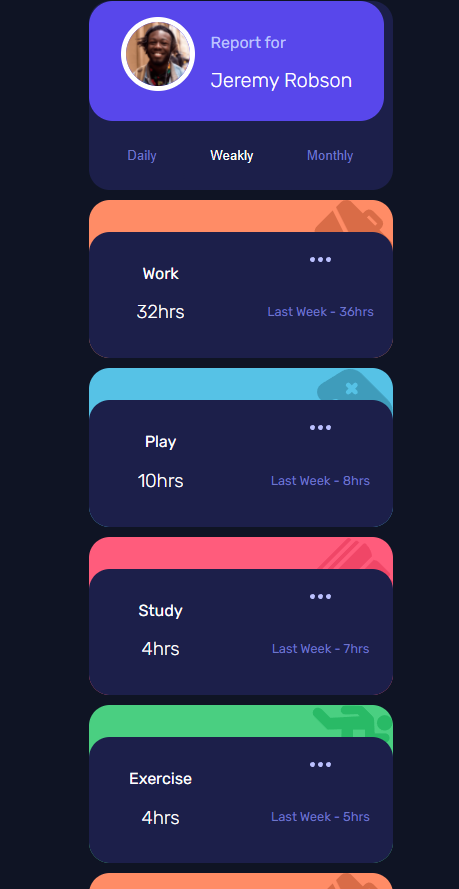 Report for
Jeremy Robson
Daily Weakly Monthly
Work
32hrs Last Week - 36hrs
Play
10hrs Last Week - 8hrs
Study
4hrs Last Week - 7hrs
Exercise
4hrs Last Week - 5hrs